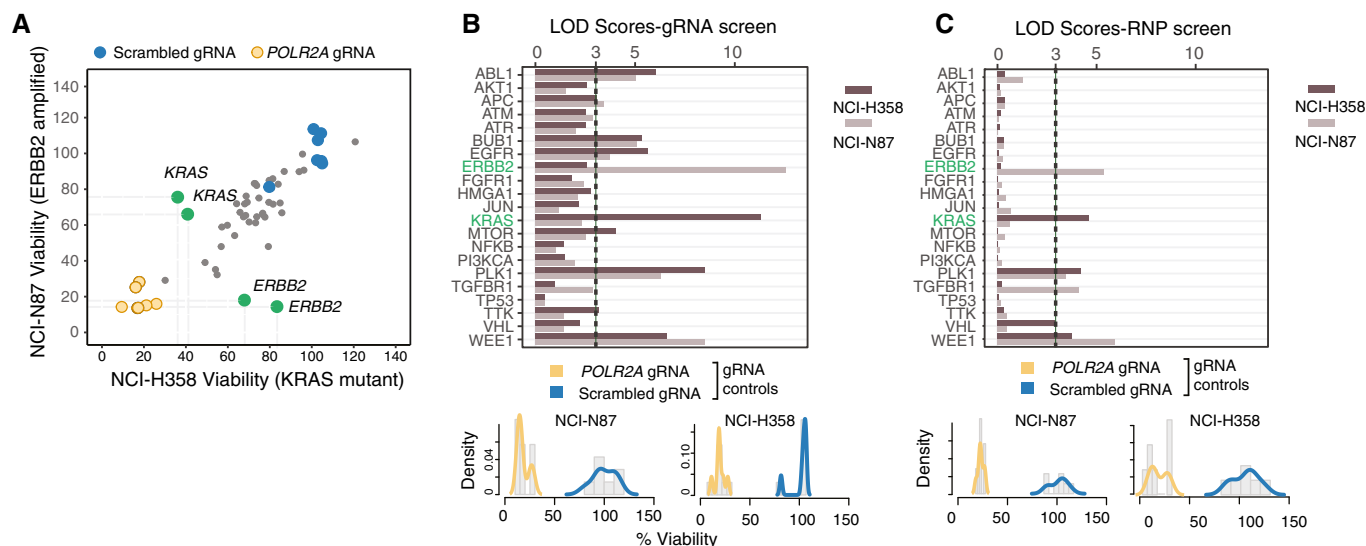 A
Scrambled gRNA POLR2A gRNA
NCI-N87 Viability (ERBB2 amplified)
140
120
100
80
60
40
20
0
KRAS
KRAS
ERBB2
ERBB2
0 20 40 60 80 100 120 140
NCI-H358 Viability (KRAS mutant)
B
LOD Scores-gRNA screen
0 3 5 10
ABL1
AKT1
APC
ATM
ATR
BUB1
EGFR
ERBB2
FGFR1
HMGA1
JUN
KRAS
MTOR
NFKB
PI3KCA
PLK1
TGFBR1
TP53
TTK
VHL
WEE1
NCI-H358
NCI-N87
POLR2A gRNA
Scrambled gRNA
gRNA
controls
NCI-N87
Density
0.04
0
0 50 100 150
NCI-H358
0.10
0
0 50 100 150
% Viability
C
LOD Scores-RNP screen
0 3 5 10
ABL1
AKT1
APC
ATM
ATR
BUB1
EGFR
ERBB2
FGFR1
HMGA1
JUN
KRAS
MTOR
NFKB
PI3KCA
PLK1
TGFBR1
TP53
TTK
VHL
WEE1
NCI-H358
NCI-N87
POLR2A gRNA
Scrambled gRNA
gRNA
controls
NCI-N87
Density
0 50 100 150
NCI-H358
0 50 100 150